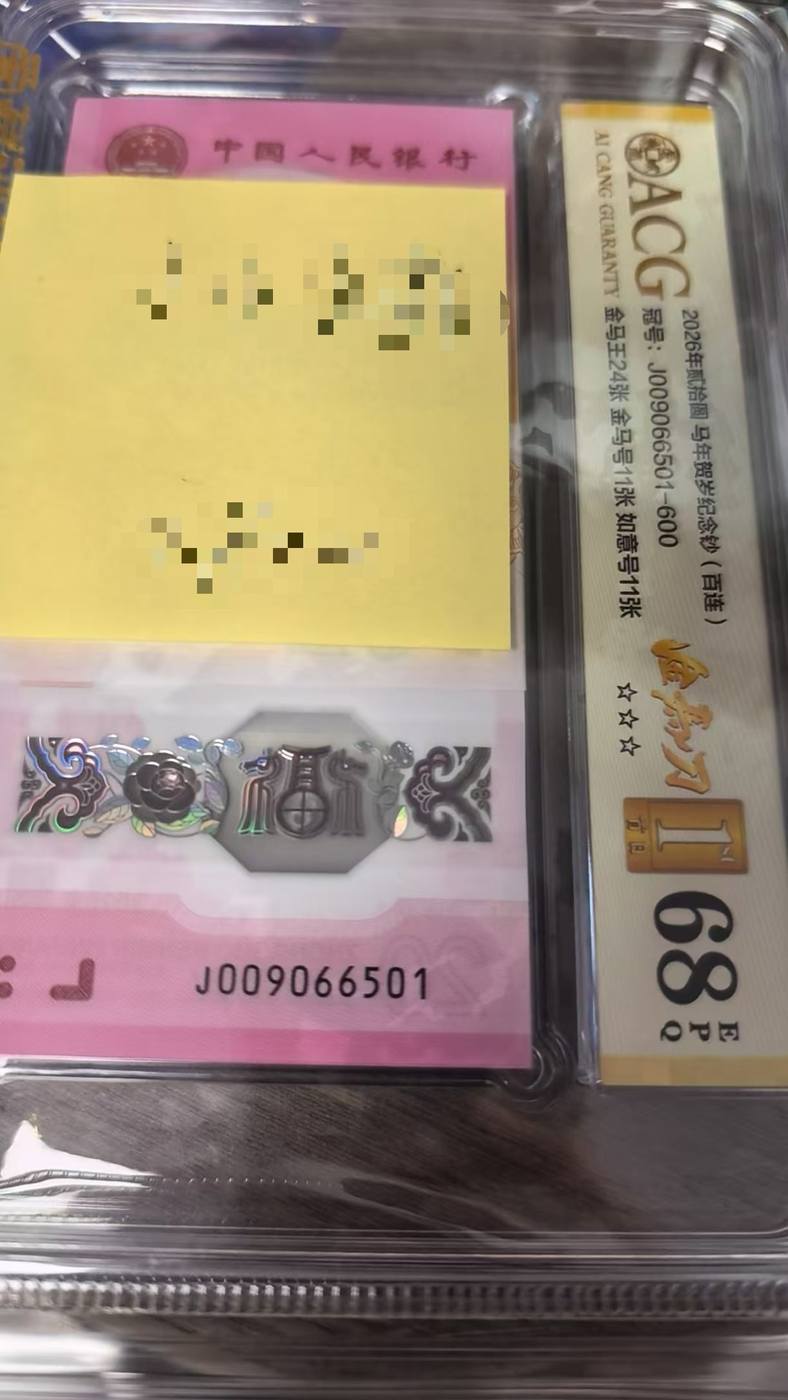 中国人民银行
J009066501
ACG
AI CANG GUARANTY
2026年贰拾圆 马年贺岁纪念钞（百连）
冠号：J009066501-600
金马王24张 金马号11张 如意号11张
☆☆☆
68
E
P
Q